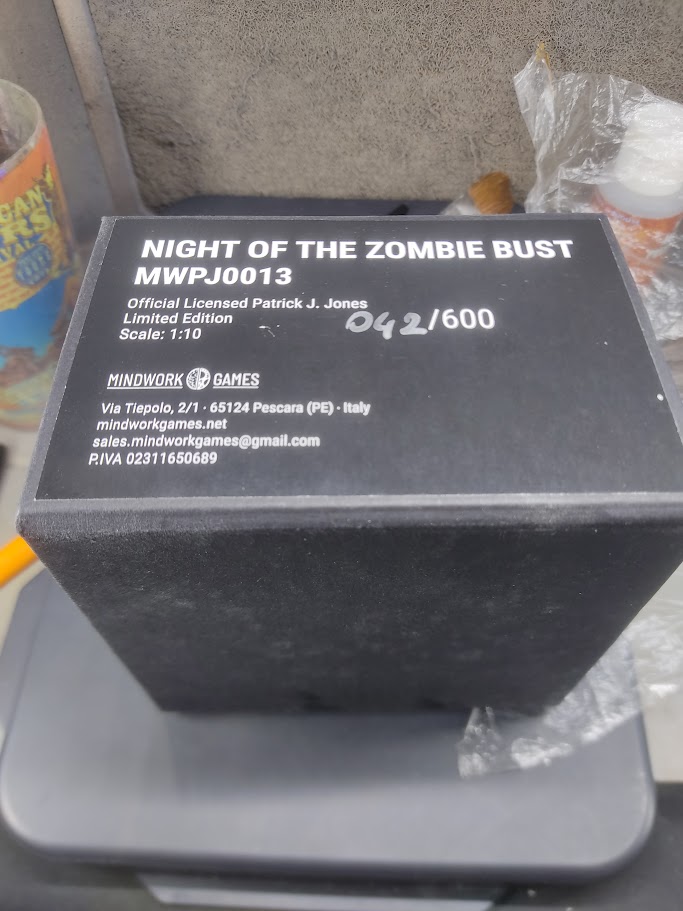 NIGHT OF THE ZOMBIE BUST
MWPJ0013
Official Licensed Patrick J. Jones
Limited Edition
Scale: 1:10
042/600
MINDWORK GAMES
Via Tiepolo, 2/1 · 65124 Pescara (PE) · Italy
mindworkgames.net
sales.mindworkgames@gmail.com
P.IVA 02311650689